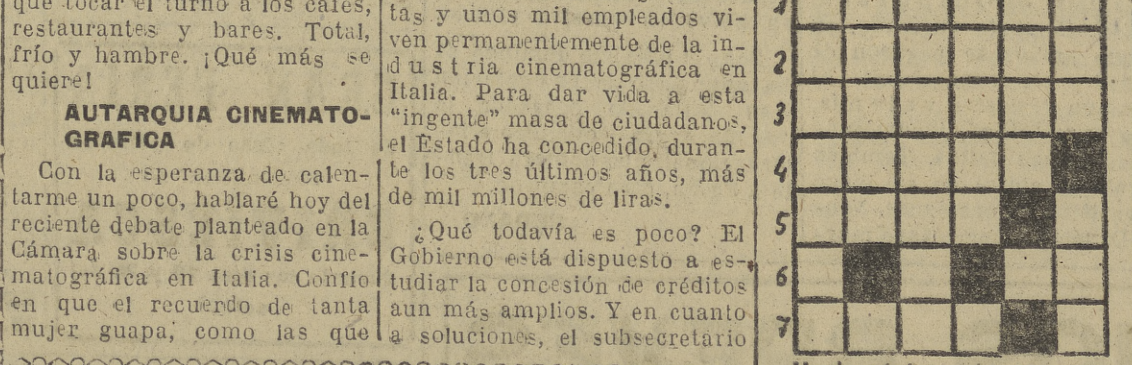 que tocar el turno a los cafés,
restaurantes y bares. Total,
frío y hambre. ¡Qué más se
quiere!
AUTARQUIA CINEMATO-
GRAFICA
Con la esperanza de calen-
tarme un poco, hablaré hoy del
reciente debate planteado en la
Cámara sobre la crisis cine-
matográfica en Italia. Confío
en que el recuerdo de tanta
mujer guapa, como las que
tas y unos mil empleados vi-
ven permanentemente de la in-
dustria cinematográfica en
Italia. Para dar vida a esta
"ingente" masa de ciudadanos,
el Estado ha concedido, duran-
te los tres últimos años, más
de mil millones de liras.
¿Qué todavía es poco? El
Gobierno está dispuesto a es-
tudiar la concesión de créditos
aun más amplios. Y en cuanto
a soluciones, el subsecretario
1
2
3
4
5
6
7